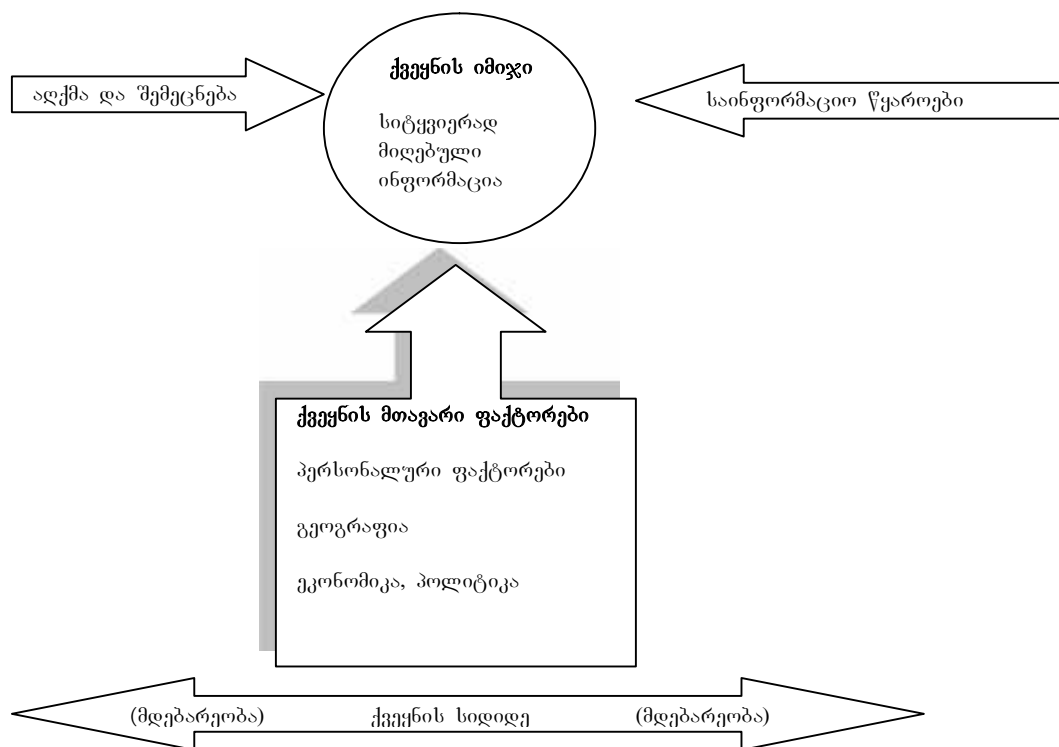 ქვეყნის იმიჯი
აღქმა და შემეცნება
საინფორმაციო წყაროები
სიტყვიერად
მიღებული
ინფორმაცია
ქვეყნის მთავარი ფაქტორები
პერსონალური ფაქტორები
გეოგრაფია
ეკონომიკა, პოლიტიკა
(მდებარეობა) ქვეყნის სიდიდე (მდებარეობა)